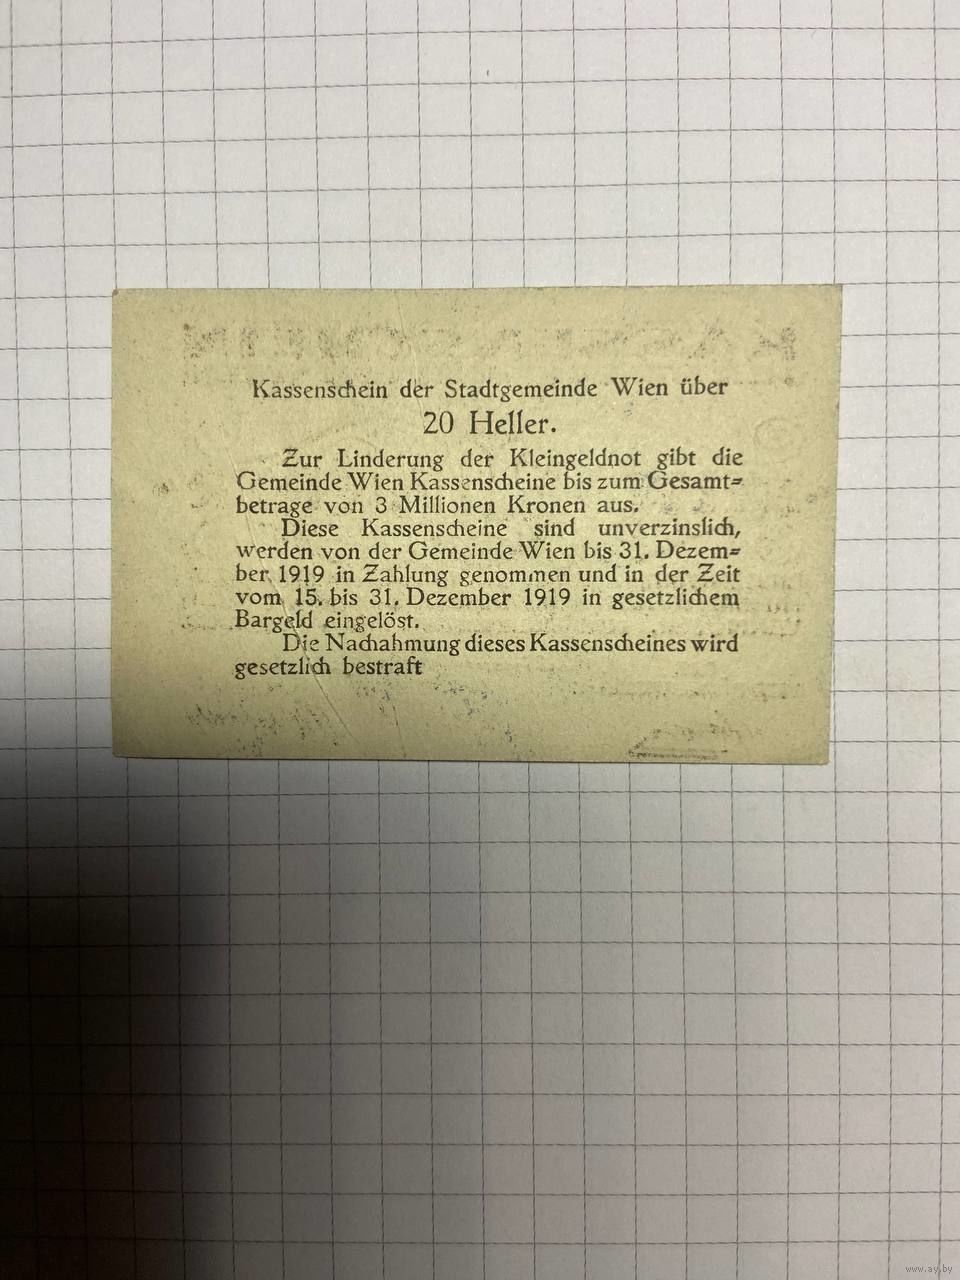 Kassenschein der Stadtgemeinde Wien über
20 Heller.
Zur Linderung der Kleingeldnot gibt die
Gemeinde Wien Kassenscheine bis zum Gesamt=
betrage von 3 Millionen Kronen aus.
Diese Kassenscheine sind unverzinslich,
werden von der Gemeinde Wien bis 31. Dezem=
ber 1919 in Zahlung genommen und in der Zeit
vom 15. bis 31. Dezember 1919 in gesetzlichem
Bargeld eingelöst.
Die Nachahmung dieses Kassenscheines wird
gesetzlich bestraft
www.ay.by